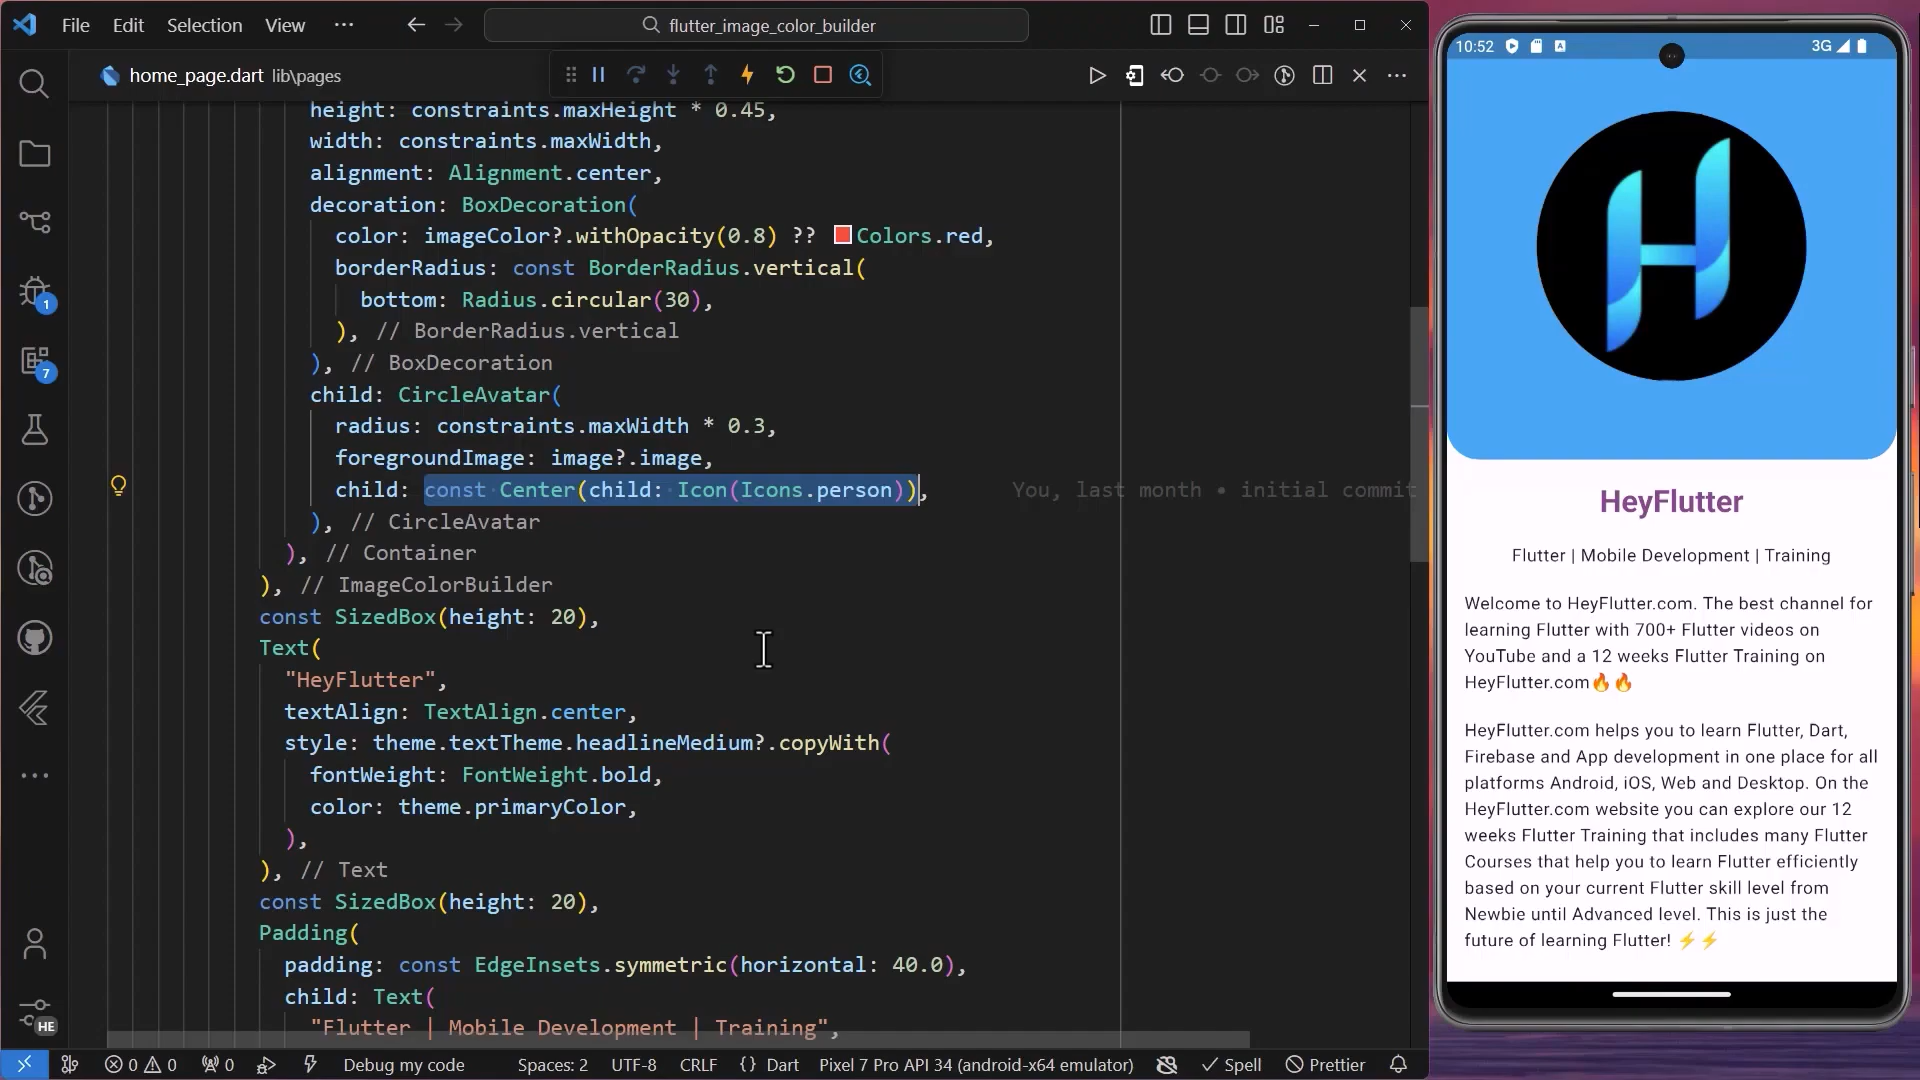 File Edit Selection View ···
flutter_image_color_builder
home_page.dart lib\pages
height: constraints.maxHeight * 0.45,
width: constraints.maxWidth,
alignment: Alignment.center,
decoration: BoxDecoration(
color: imageColor?.withOpacity(0.8) ?? Colors.red,
borderRadius: const BorderRadius.vertical(
bottom: Radius.circular(30),
), // BorderRadius.vertical
), // BoxDecoration
child: CircleAvatar(
radius: constraints.maxWidth * 0.3,
foregroundImage: image?.image,
child: const Center(child: Icon(Icons.person)), You, last month • initial commit
), // CircleAvatar
), // Container
), // ImageColorBuilder
const SizedBox(height: 20),
Text(
"HeyFlutter",
textAlign: TextAlign.center,
style: theme.textTheme.headlineMedium?.copyWith(
fontWeight: FontWeight.bold,
color: theme.primaryColor,
),
), // Text
const SizedBox(height: 20),
Padding(
padding: const EdgeInsets.symmetric(horizontal: 40.0),
child: Text(
"Flutter | Mobile Development | Training",
1
7
HE
0 0 0 Debug my code Spaces: 2 UTF-8 CRLF {} Dart Pixel 7 Pro API 34 (android-x64 emulator) Spell Prettier
10:52 A 3G
H
HeyFlutter
Flutter | Mobile Development | Training
Welcome to HeyFlutter.com. The best channel for
learning Flutter with 700+ Flutter videos on
YouTube and a 12 weeks Flutter Training on
HeyFlutter.com🔥🔥
HeyFlutter.com helps you to learn Flutter, Dart,
Firebase and App development in one place for all
platforms Android, iOS, Web and Desktop. On the
HeyFlutter.com website you can explore our 12
weeks Flutter Training that includes many Flutter
Courses that help you to learn Flutter efficiently
based on your current Flutter skill level from
Newbie until Advanced level. This is just the
future of learning Flutter! ⚡⚡